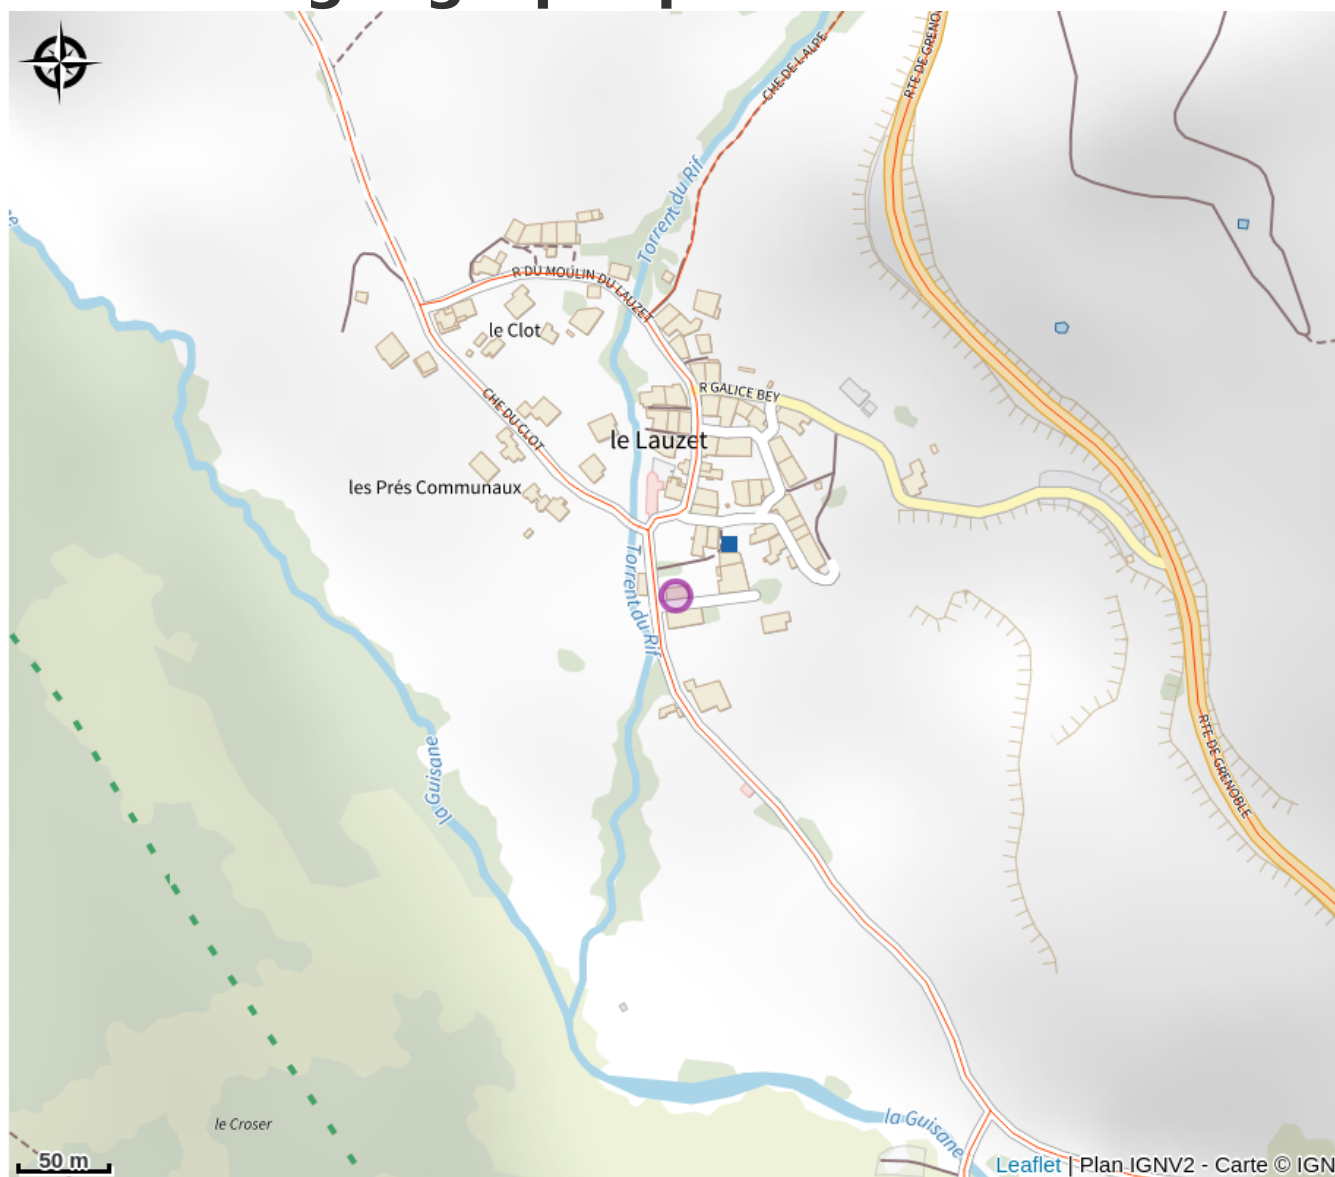 CHE DE L ALPE
RTE DE GRENO
Torrent du Rif
R DU MOULIN DU LAUZET
le Clot
R GALICE BEY
CHE DU CLOT
le Lauzet
les Prés Communaux
Torrent du Rif
la Guisane
RTE DE GRENOBLE
le Croser
la Guisane
50 m
Leaflet | Plan IGNV2 - Carte © IGN